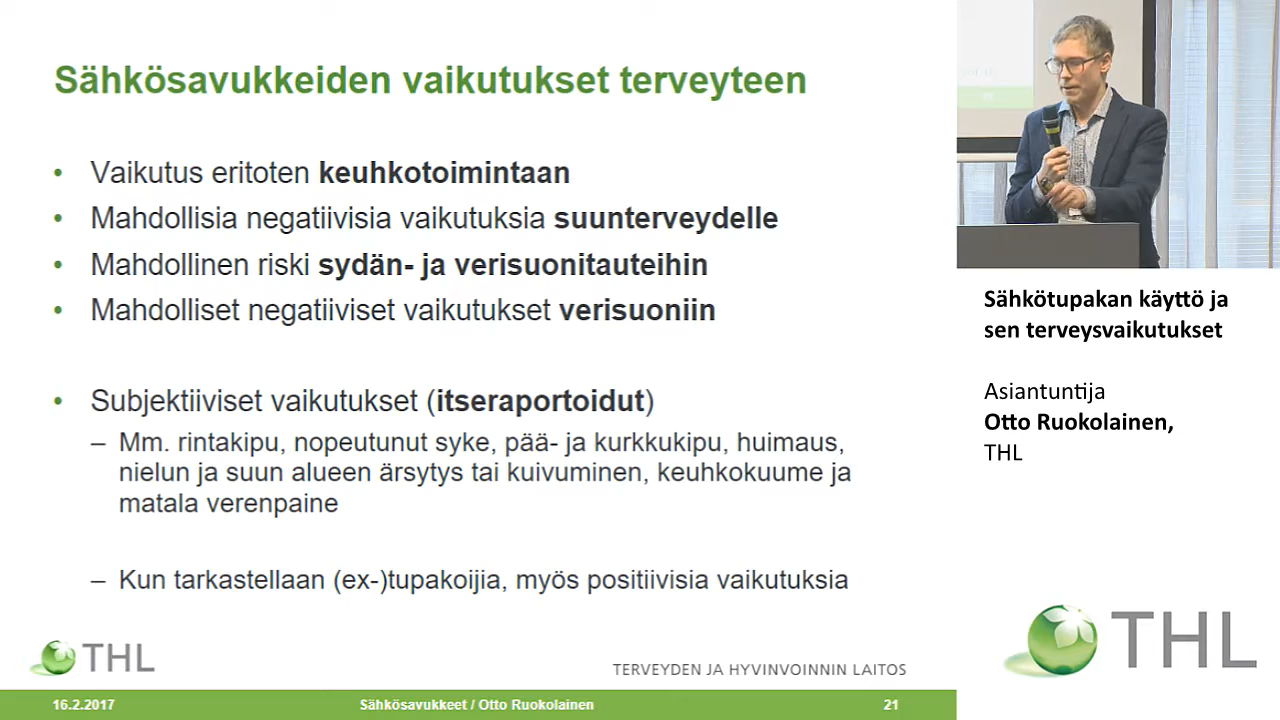 Sähkösavukkeiden vaikutukset terveyteen
• Vaikutus eritoten keuhkotoimintaan
• Mahdollisia negatiivisia vaikutuksia suunterveydelle
• Mahdollinen riski sydän- ja verisuonitauteihin
• Mahdolliset negatiiviset vaikutukset verisuoniin
• Subjektiiviset vaikutukset (itseraportoidut)
– Mm. rintakipu, nopeutunut syke, pää- ja kurkkukipu, huimaus,
nielun ja suun alueen ärsytys tai kuivuminen, keuhkokuume ja
matala verenpaine
– Kun tarkastellaan (ex-)tupakoijia, myös positiivisia vaikutuksia
THL
TERVEYDEN JA HYVINVOINNIN LAITOS
16.2.2017
Sähkösavukkeet / Otto Ruokolainen
21
Sähkötupakan käyttö ja
sen terveysvaikutukset
Asiantuntija
Otto Ruokolainen,
THL
THL